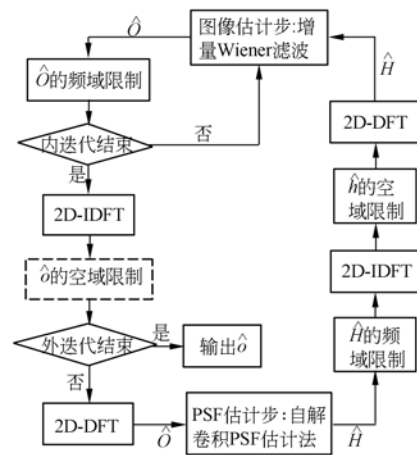 Ô
图像估计步:增
量Wiener滤波
Ô的频域限制
Ĥ
内迭代结束
否
是
2D-DFT
2D-IDFT
ĥ的空
域限制
ô的空域限制
2D-IDFT
外迭代结束
是
输出ô
Ĥ的频
域限制
否
2D-DFT
Ô
PSF估计步:自解
卷积PSF估计法
Ĥ